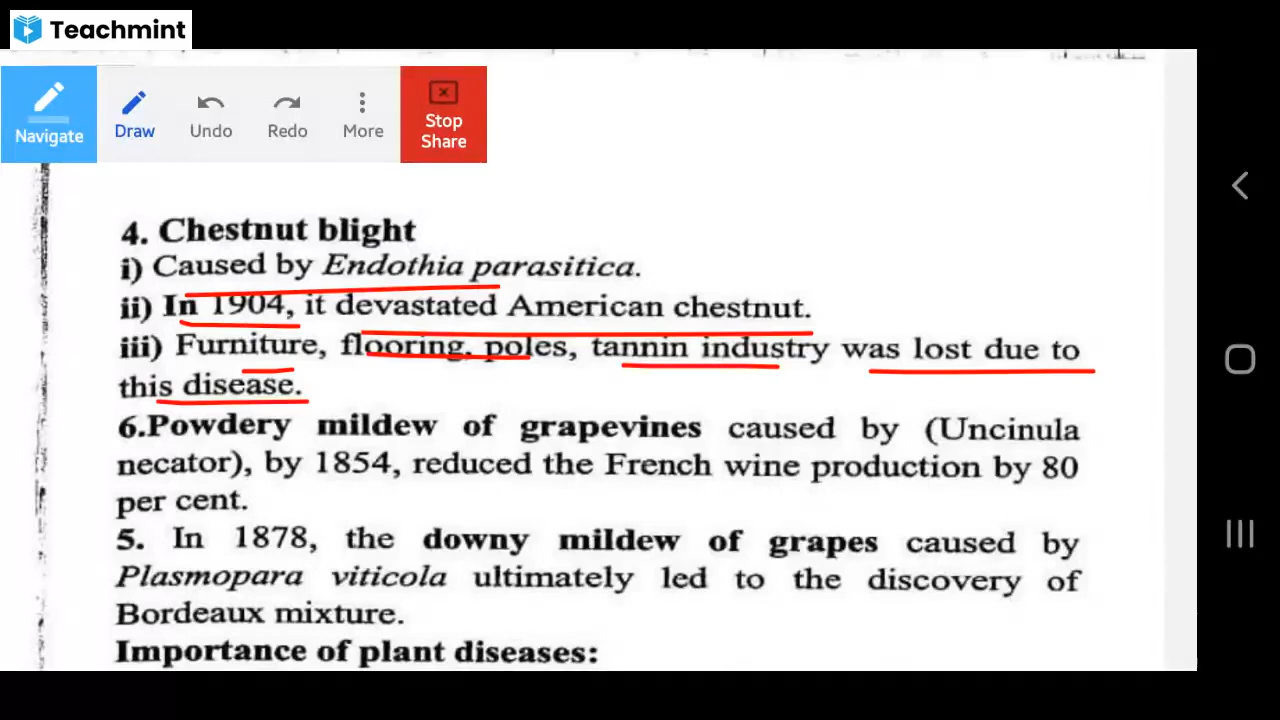 Teachmint
Navigate
Draw
Undo
Redo
More
Stop
Share
4. Chestnut blight
i) Caused by Endothia parasitica.
ii) In 1904, it devastated American chestnut.
iii) Furniture, flooring, poles, tannin industry was lost due to
this disease.
6.Powdery mildew of grapevines caused by (Uncinula
necator), by 1854, reduced the French wine production by 80
per cent.
5. In 1878, the downy mildew of grapes caused by
Plasmopara viticola ultimately led to the discovery of
Bordeaux mixture.
Importance of plant diseases: